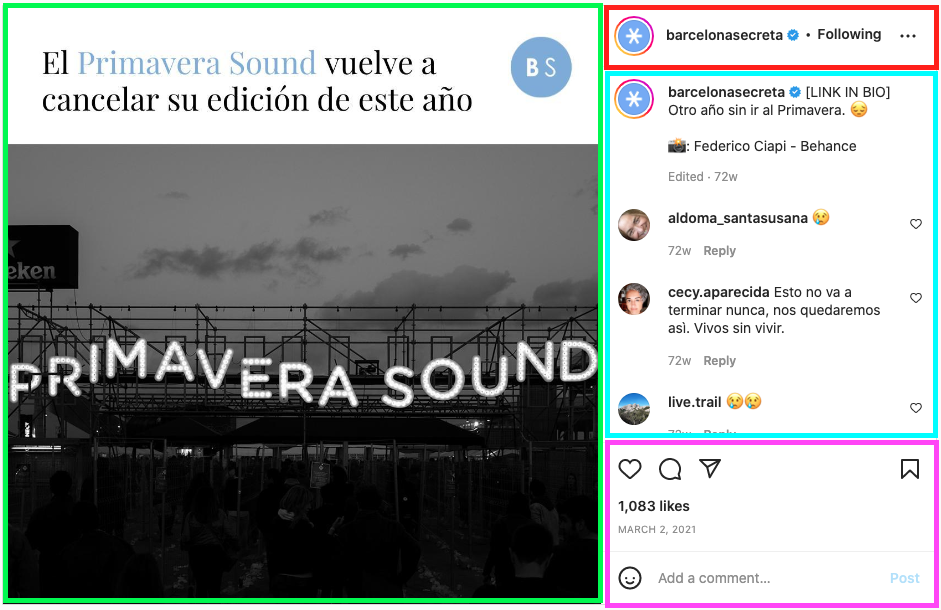 El Primavera Sound vuelve a
cancelar su edición de este año
BS
eken
PRIMAVERA SOUND
barcelonasecreta • Following
barcelonasecreta [LINK IN BIO]
Otro año sin ir al Primavera. 😔
📸: Federico Ciapi - Behance
Edited · 72w
aldoma_santasusana 😢
72w Reply
cecy.aparecida Esto no va a
terminar nunca, nos quedaremos
asì. Vivos sin vivir.
72w Reply
live.trail 😢😢
72w Reply
1,083 likes
MARCH 2, 2021
Add a comment...
Post